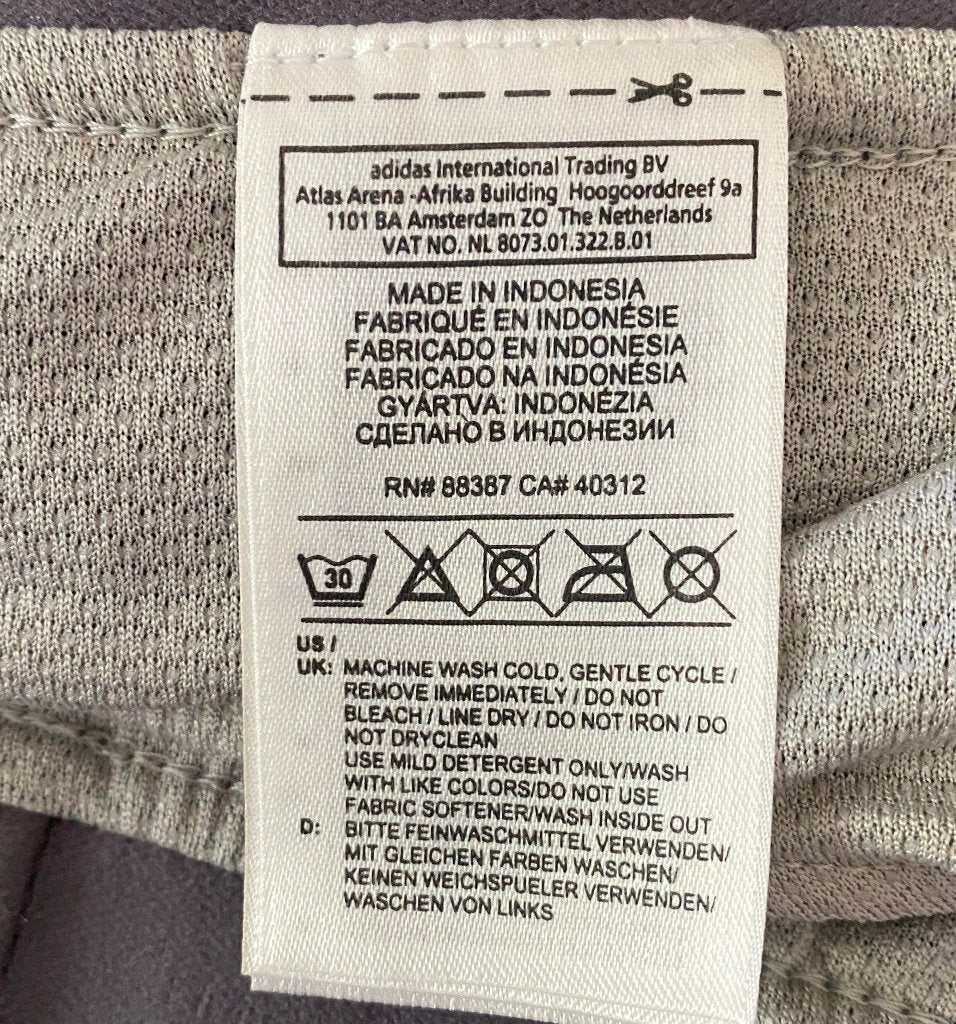 adidas International Trading BV
Atlas Arena -Afrika Building Hoogoorddreef 9a
1101 BA Amsterdam ZO The Netherlands
VAT NO. NL 8073.01.322.B.01
MADE IN INDONESIA
FABRIQUÉ EN INDONÉSIE
FABRICADO EN INDONESIA
FABRICADO NA INDONÉSIA
GYÁRTVA: INDONÉZIA
СДЕЛАНО В ИНДОНЕЗИИ
RN# 88387 CA# 40312
30
US /
UK: MACHINE WASH COLD, GENTLE CYCLE /
REMOVE IMMEDIATELY / DO NOT
BLEACH / LINE DRY / DO NOT IRON / DO
NOT DRYCLEAN
USE MILD DETERGENT ONLY/WASH
WITH LIKE COLORS/DO NOT USE
FABRIC SOFTENER/WASH INSIDE OUT
D: BITTE FEINWASCHMITTEL VERWENDEN/
MIT GLEICHEN FARBEN WASCHEN/
KEINEN WEICHSPUELER VERWENDEN/
WASCHEN VON LINKS